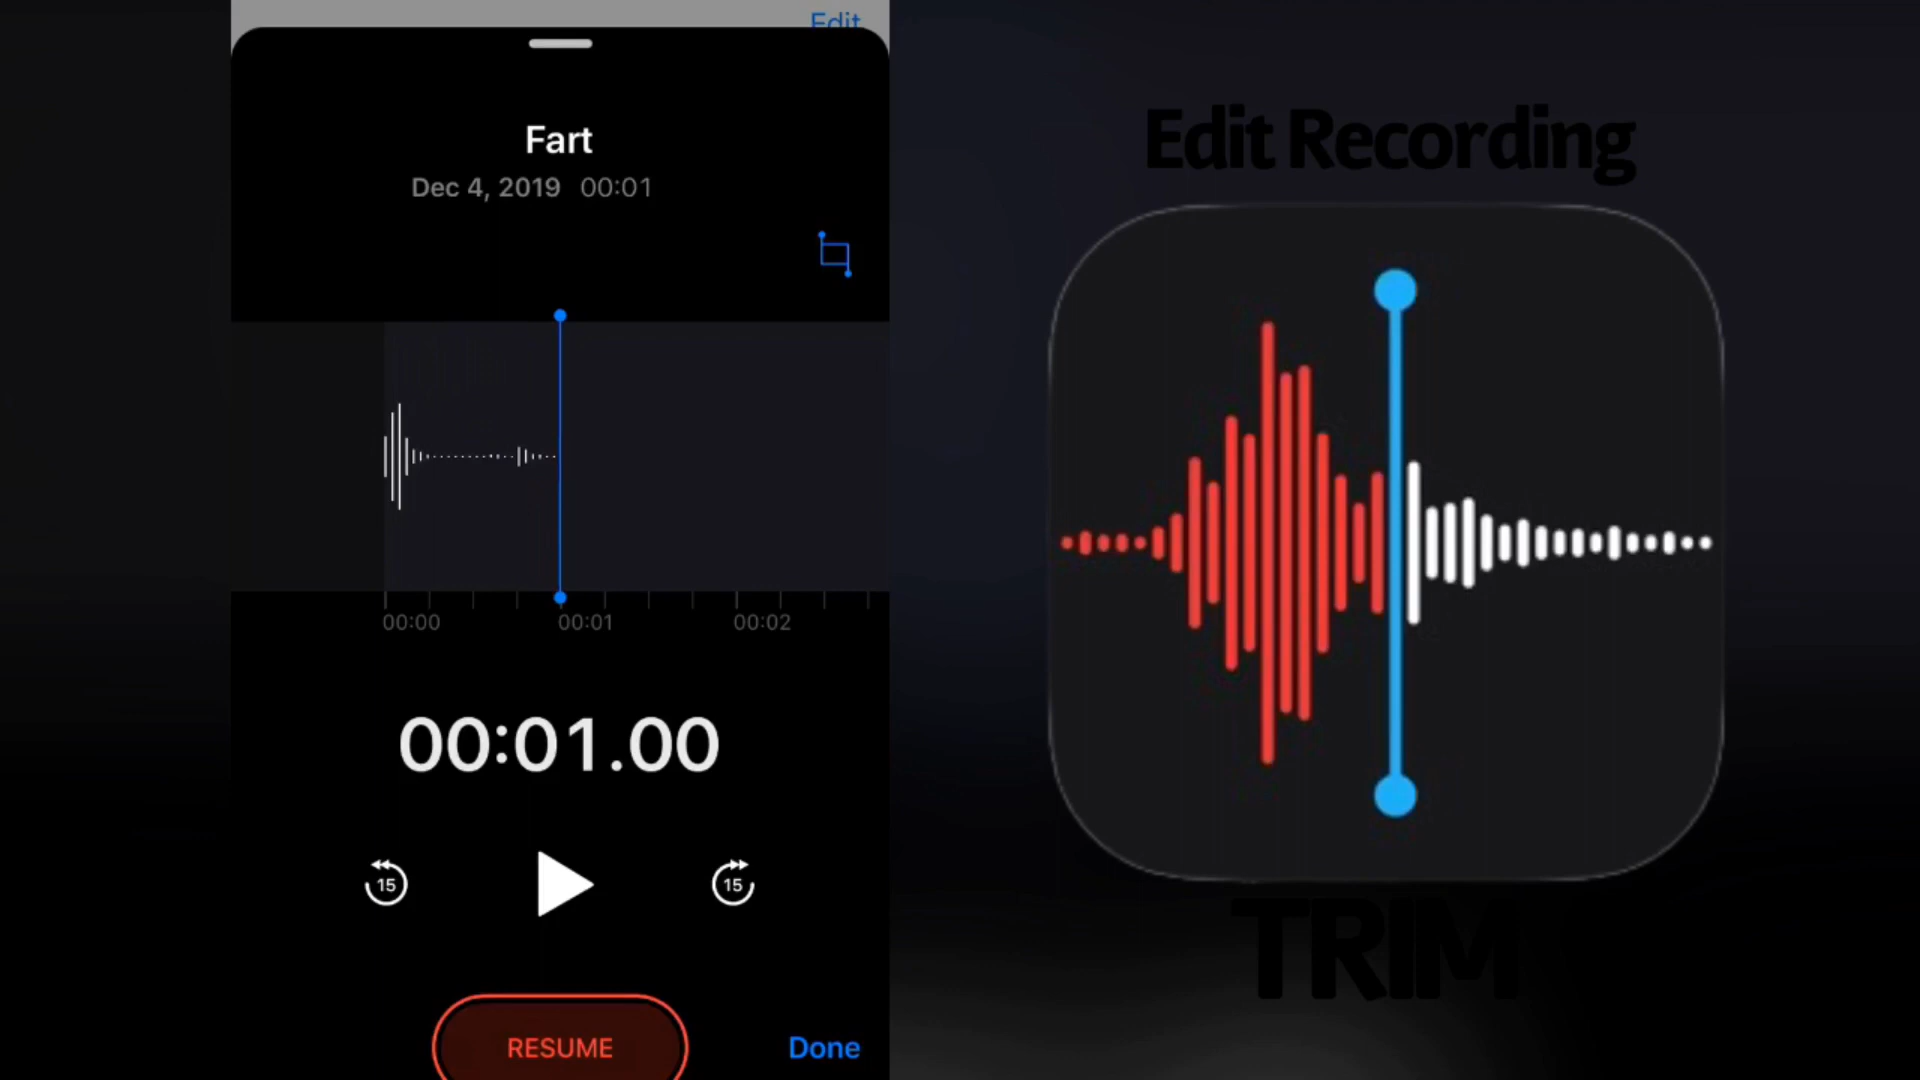 Edit
Fart
Dec 4, 2019 00:01
00:00 00:01 00:02
00:01.00
15 15
RESUME
Done
Edit Recording
TRIM